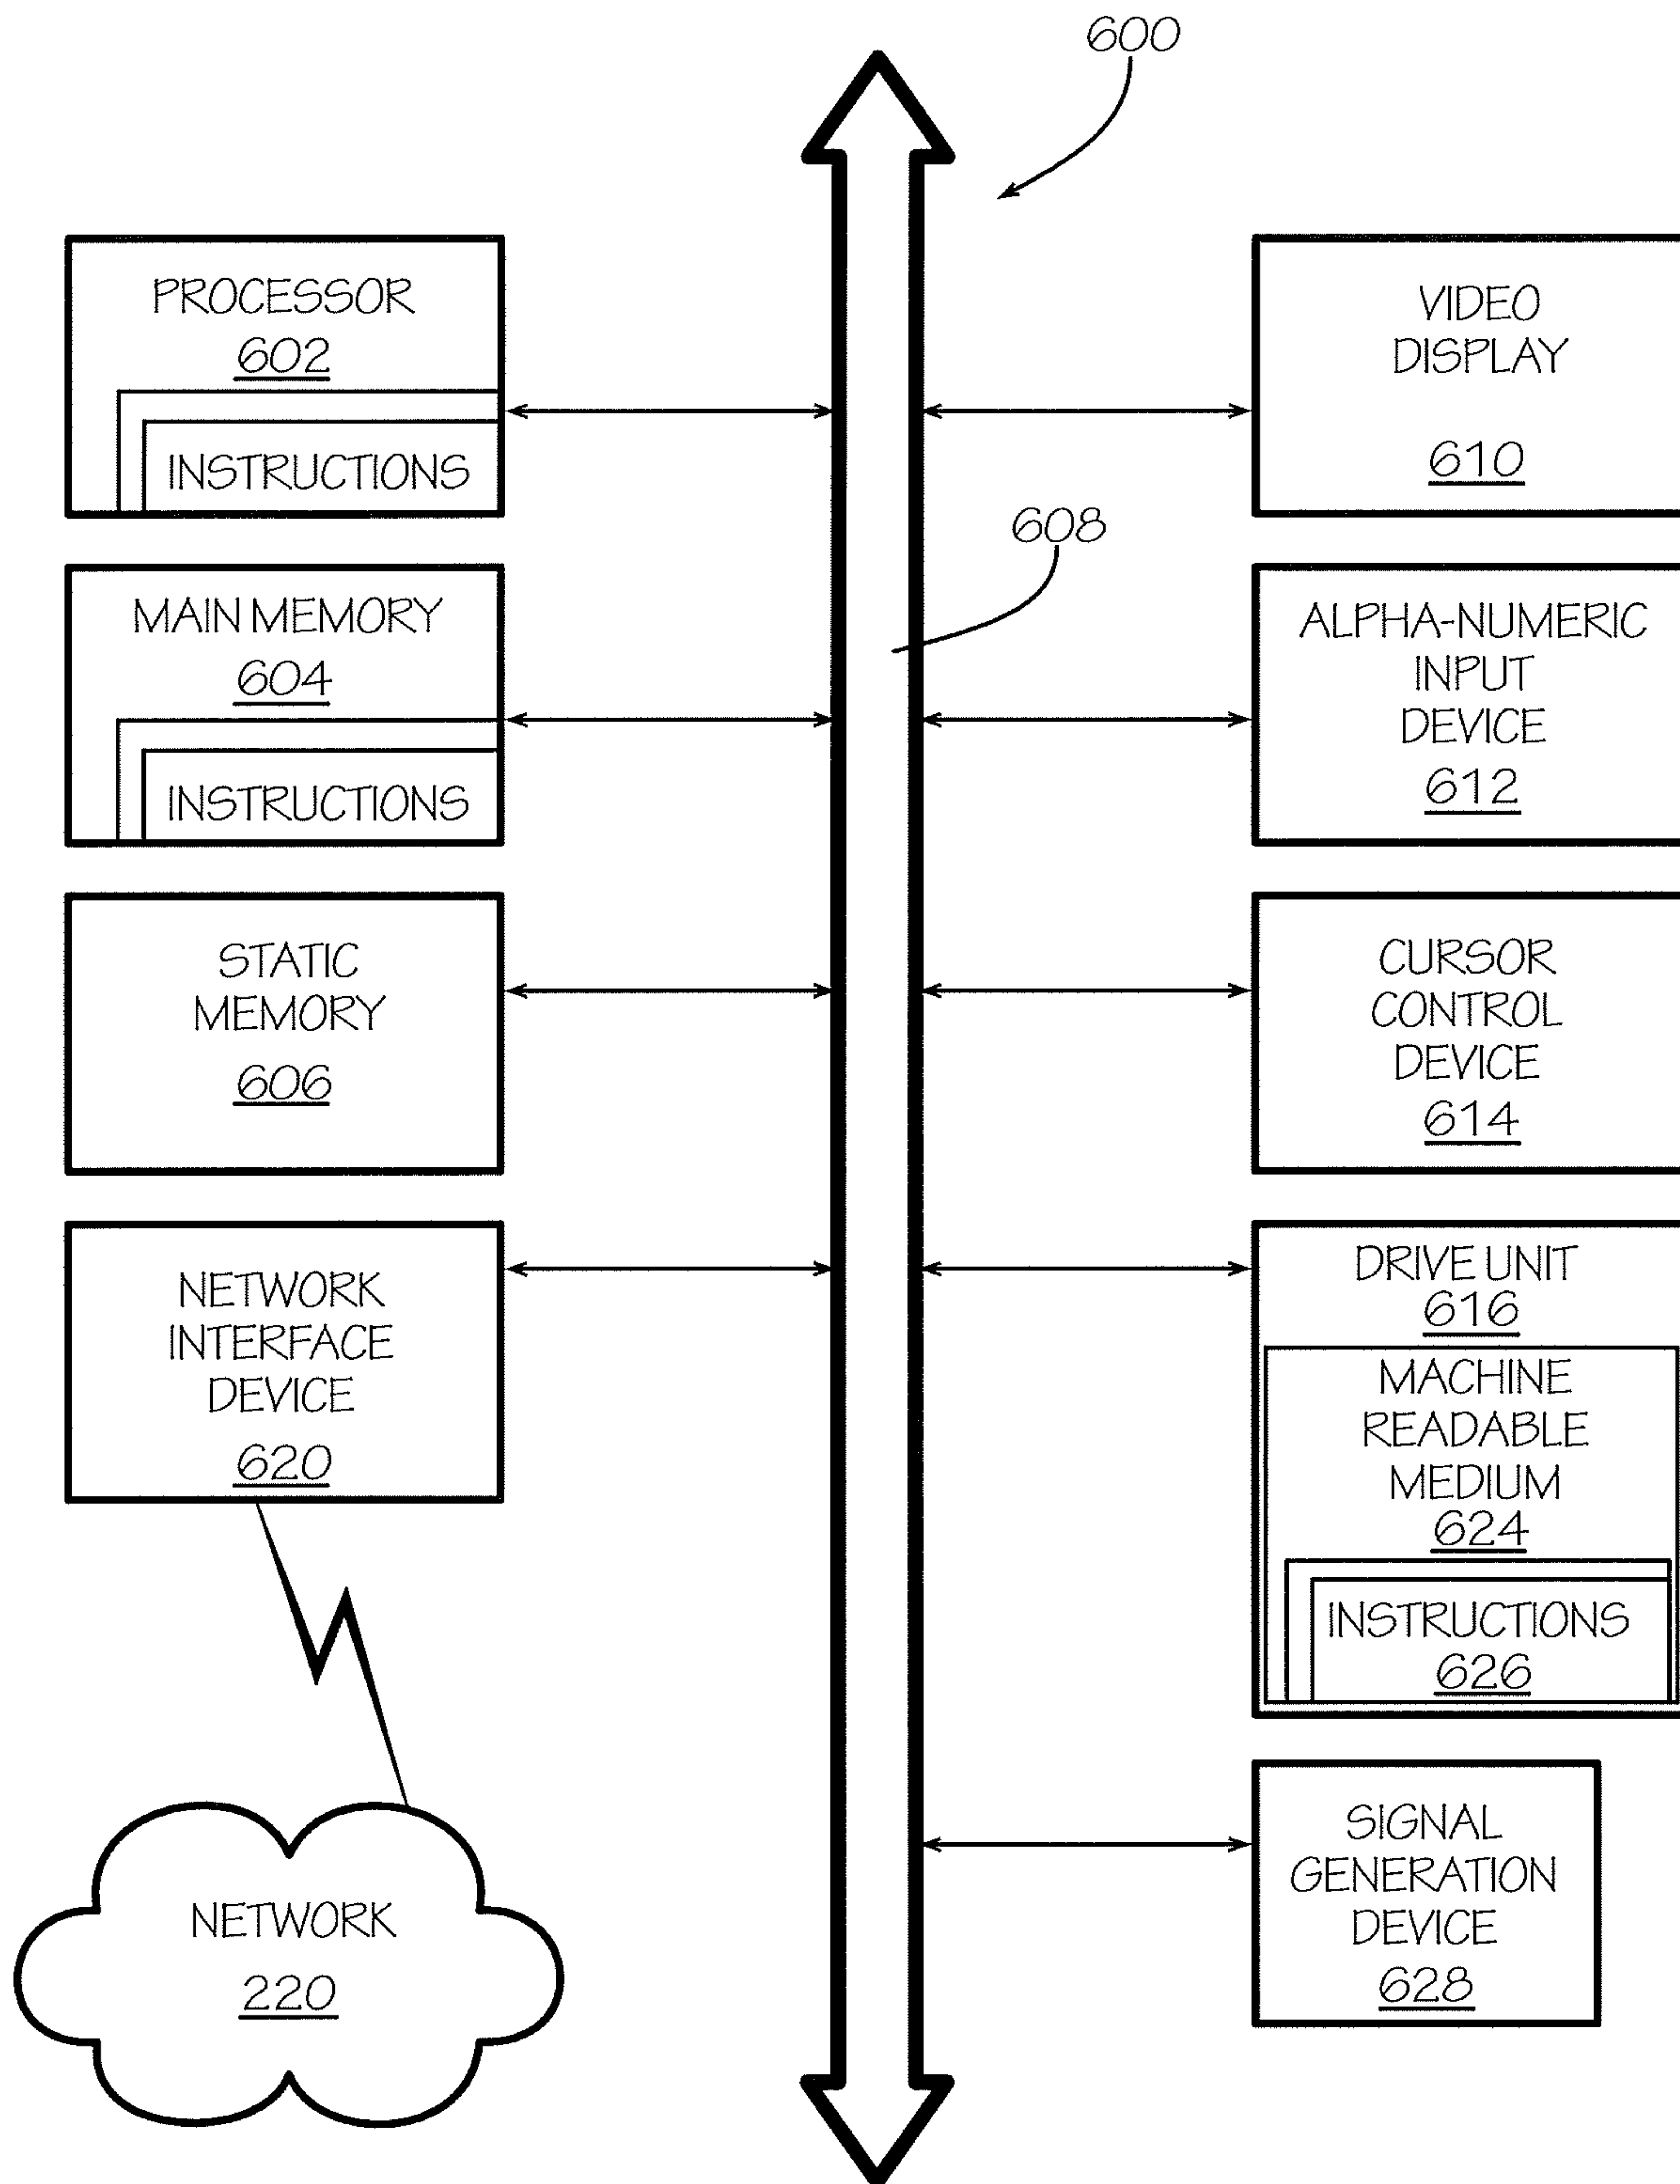 600
PROCESSOR
602
INSTRUCTIONS
VIDEO
DISPLAY
610
608
MAIN MEMORY
604
INSTRUCTIONS
ALPHA-NUMERIC
INPUT
DEVICE
612
STATIC
MEMORY
606
CURSOR
CONTROL
DEVICE
614
NETWORK
INTERFACE
DEVICE
620
DRIVE UNIT
616
MACHINE
READABLE
MEDIUM
624
INSTRUCTIONS
626
NETWORK
220
SIGNAL
GENERATION
DEVICE
628